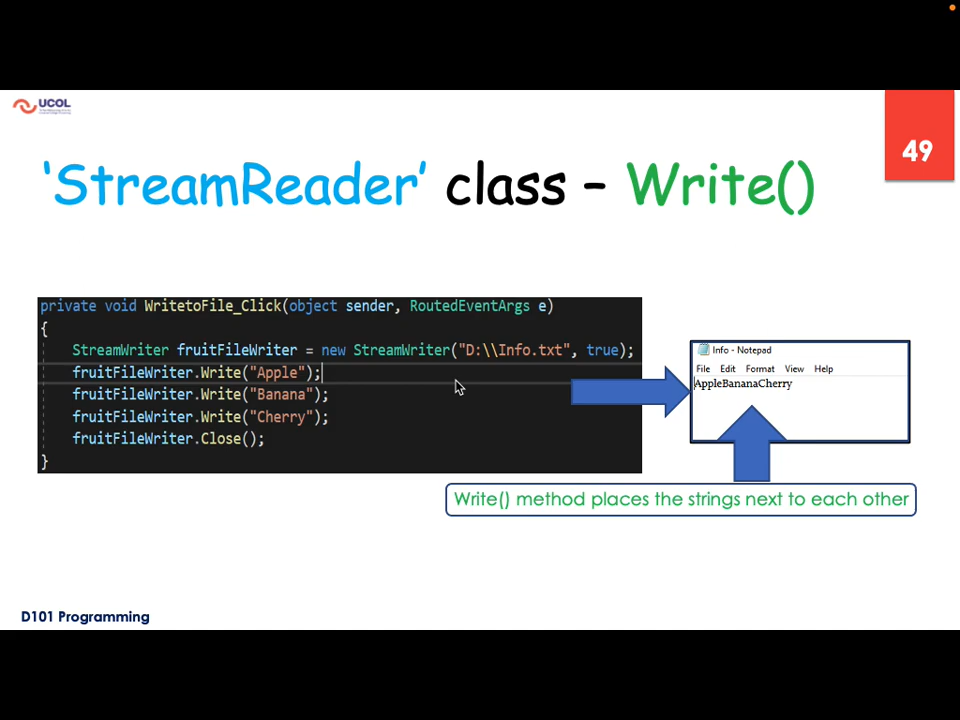 UCOL
49
‘StreamReader’ class – Write()
private void WritetoFile_Click(object sender, RoutedEventArgs e)
{
StreamWriter fruitFileWriter = new StreamWriter("D:\\Info.txt", true);
fruitFileWriter.Write("Apple");
fruitFileWriter.Write("Banana");
fruitFileWriter.Write("Cherry");
fruitFileWriter.Close();
}
Info - Notepad
File Edit Format View Help
AppleBananaCherry
Write() method places the strings next to each other
D101 Programming